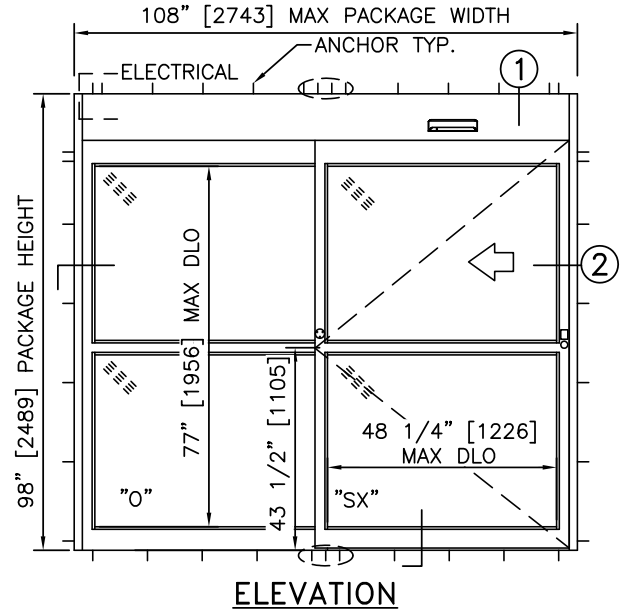 108" [2743] MAX PACKAGE WIDTH
ANCHOR TYP.
ELECTRICAL
1
98" [2489] PACKAGE HEIGHT
77" [1956] MAX DLO
2
43 1/2" [1105]
48 1/4" [1226]
MAX DLO
"O"
"SX"
ELEVATION